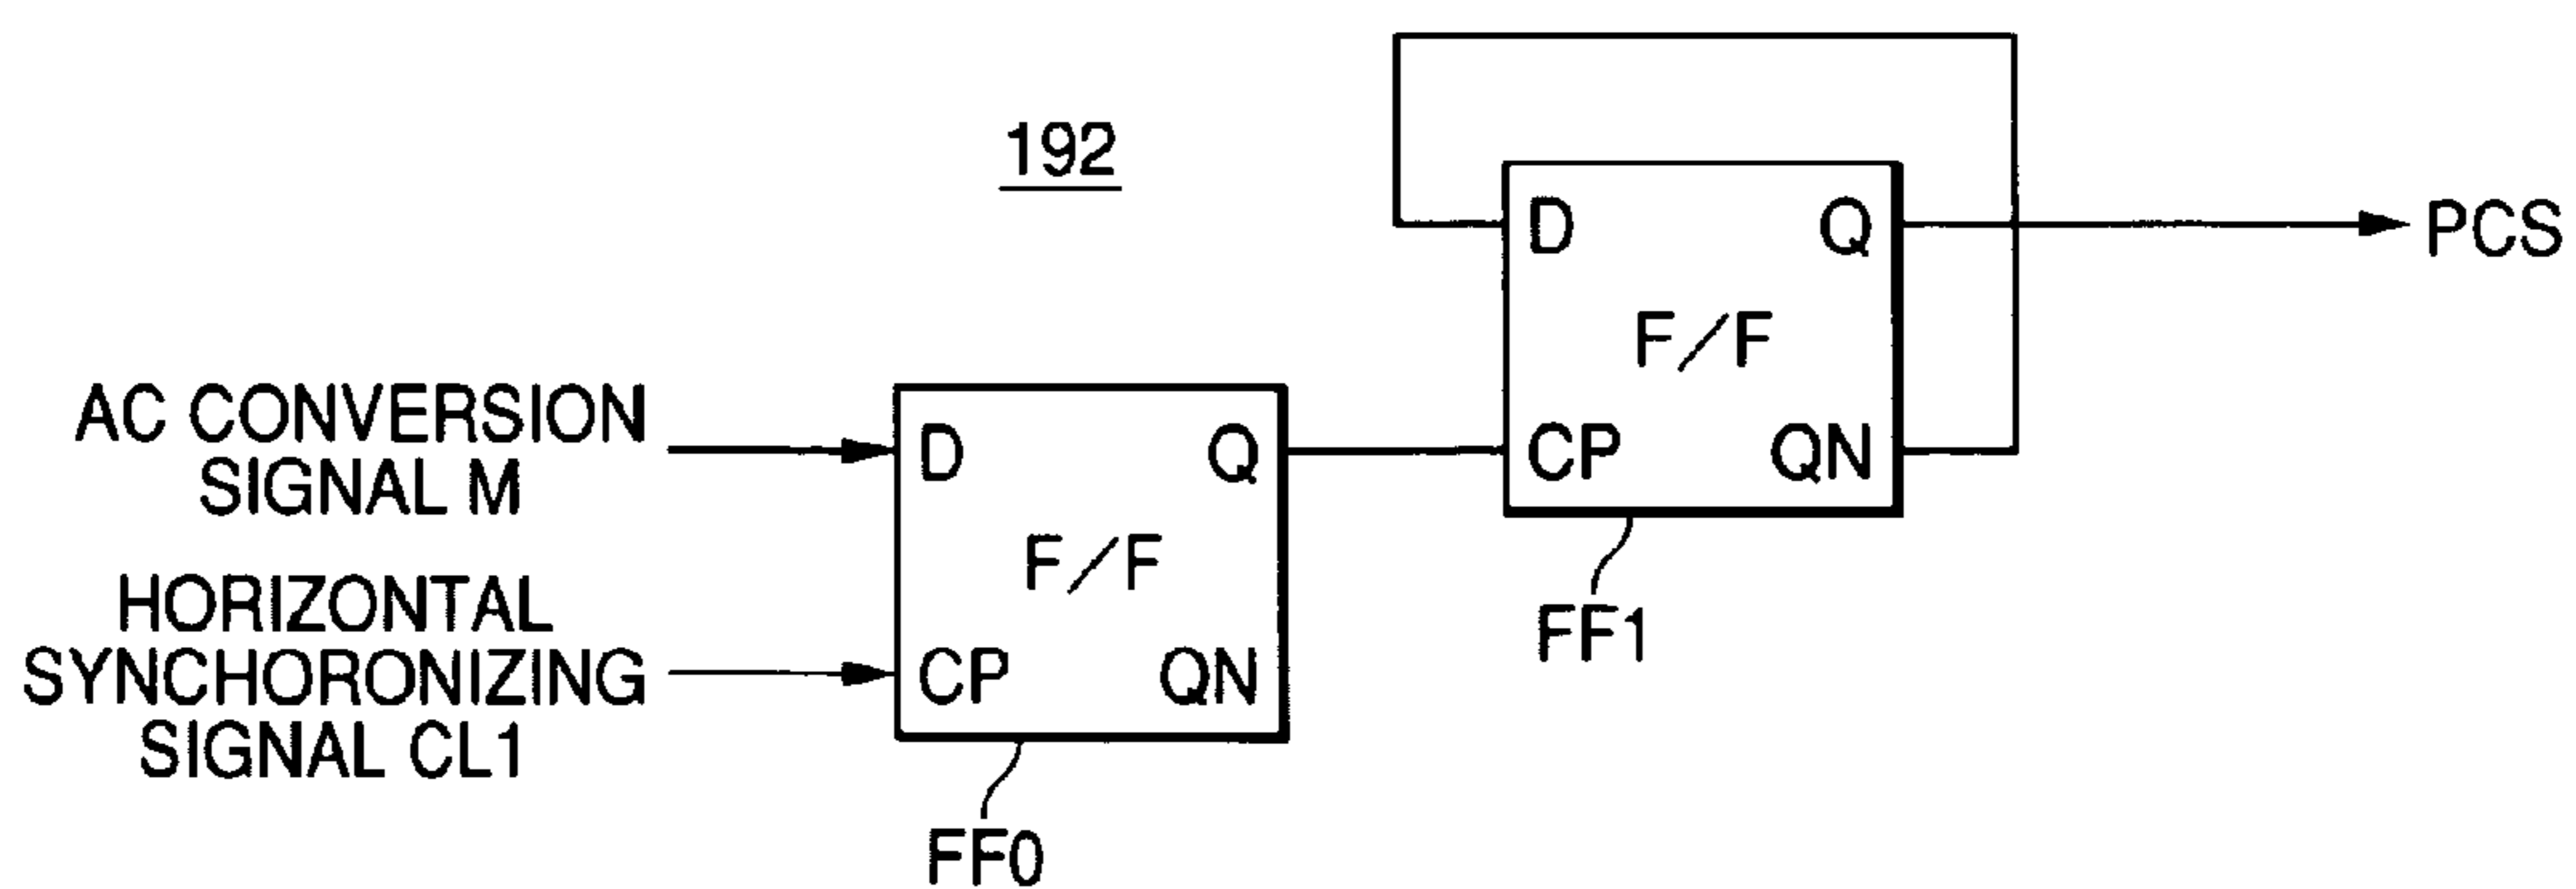 192
D
Q
PCS
F/F
CP
QN
FF1
AC CONVERSION
SIGNAL M
HORIZONTAL
SYNCHORONIZING
SIGNAL CL1
D
Q
F/F
CP
QN
FF0